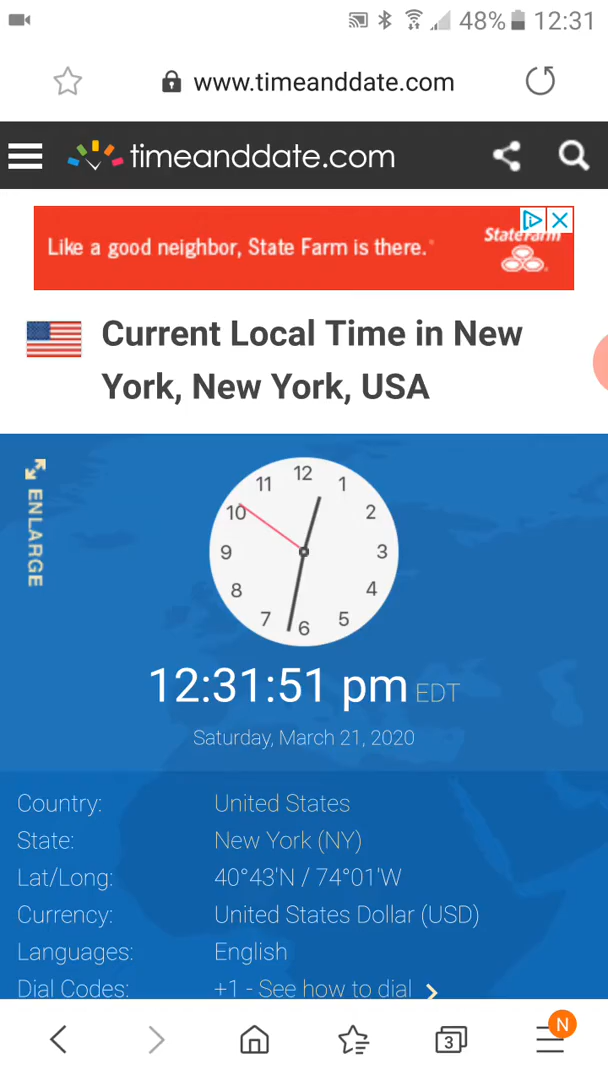 48% 12:31
www.timeanddate.com
timeanddate.com
Like a good neighbor, State Farm is there.®
StateFarm
Current Local Time in New
York, New York, USA
ENLARGE
12
11 1
10 2
9 3
8 4
7 5
6
12:31:51 pm EDT
Saturday, March 21, 2020
Country: United States
State: New York (NY)
Lat/Long: 40°43'N / 74°01'W
Currency: United States Dollar (USD)
Languages: English
Dial Codes: +1 - See how to dial
3 N